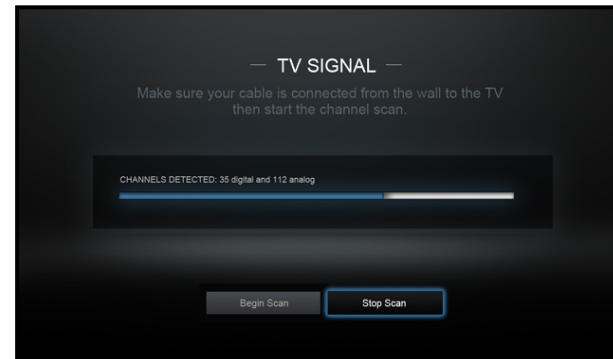 — TV SIGNAL —
Make sure your cable is connected from the wall to the TV
then start the channel scan.
CHANNELS DETECTED: 35 digital and 112 analog
Begin Scan
Stop Scan